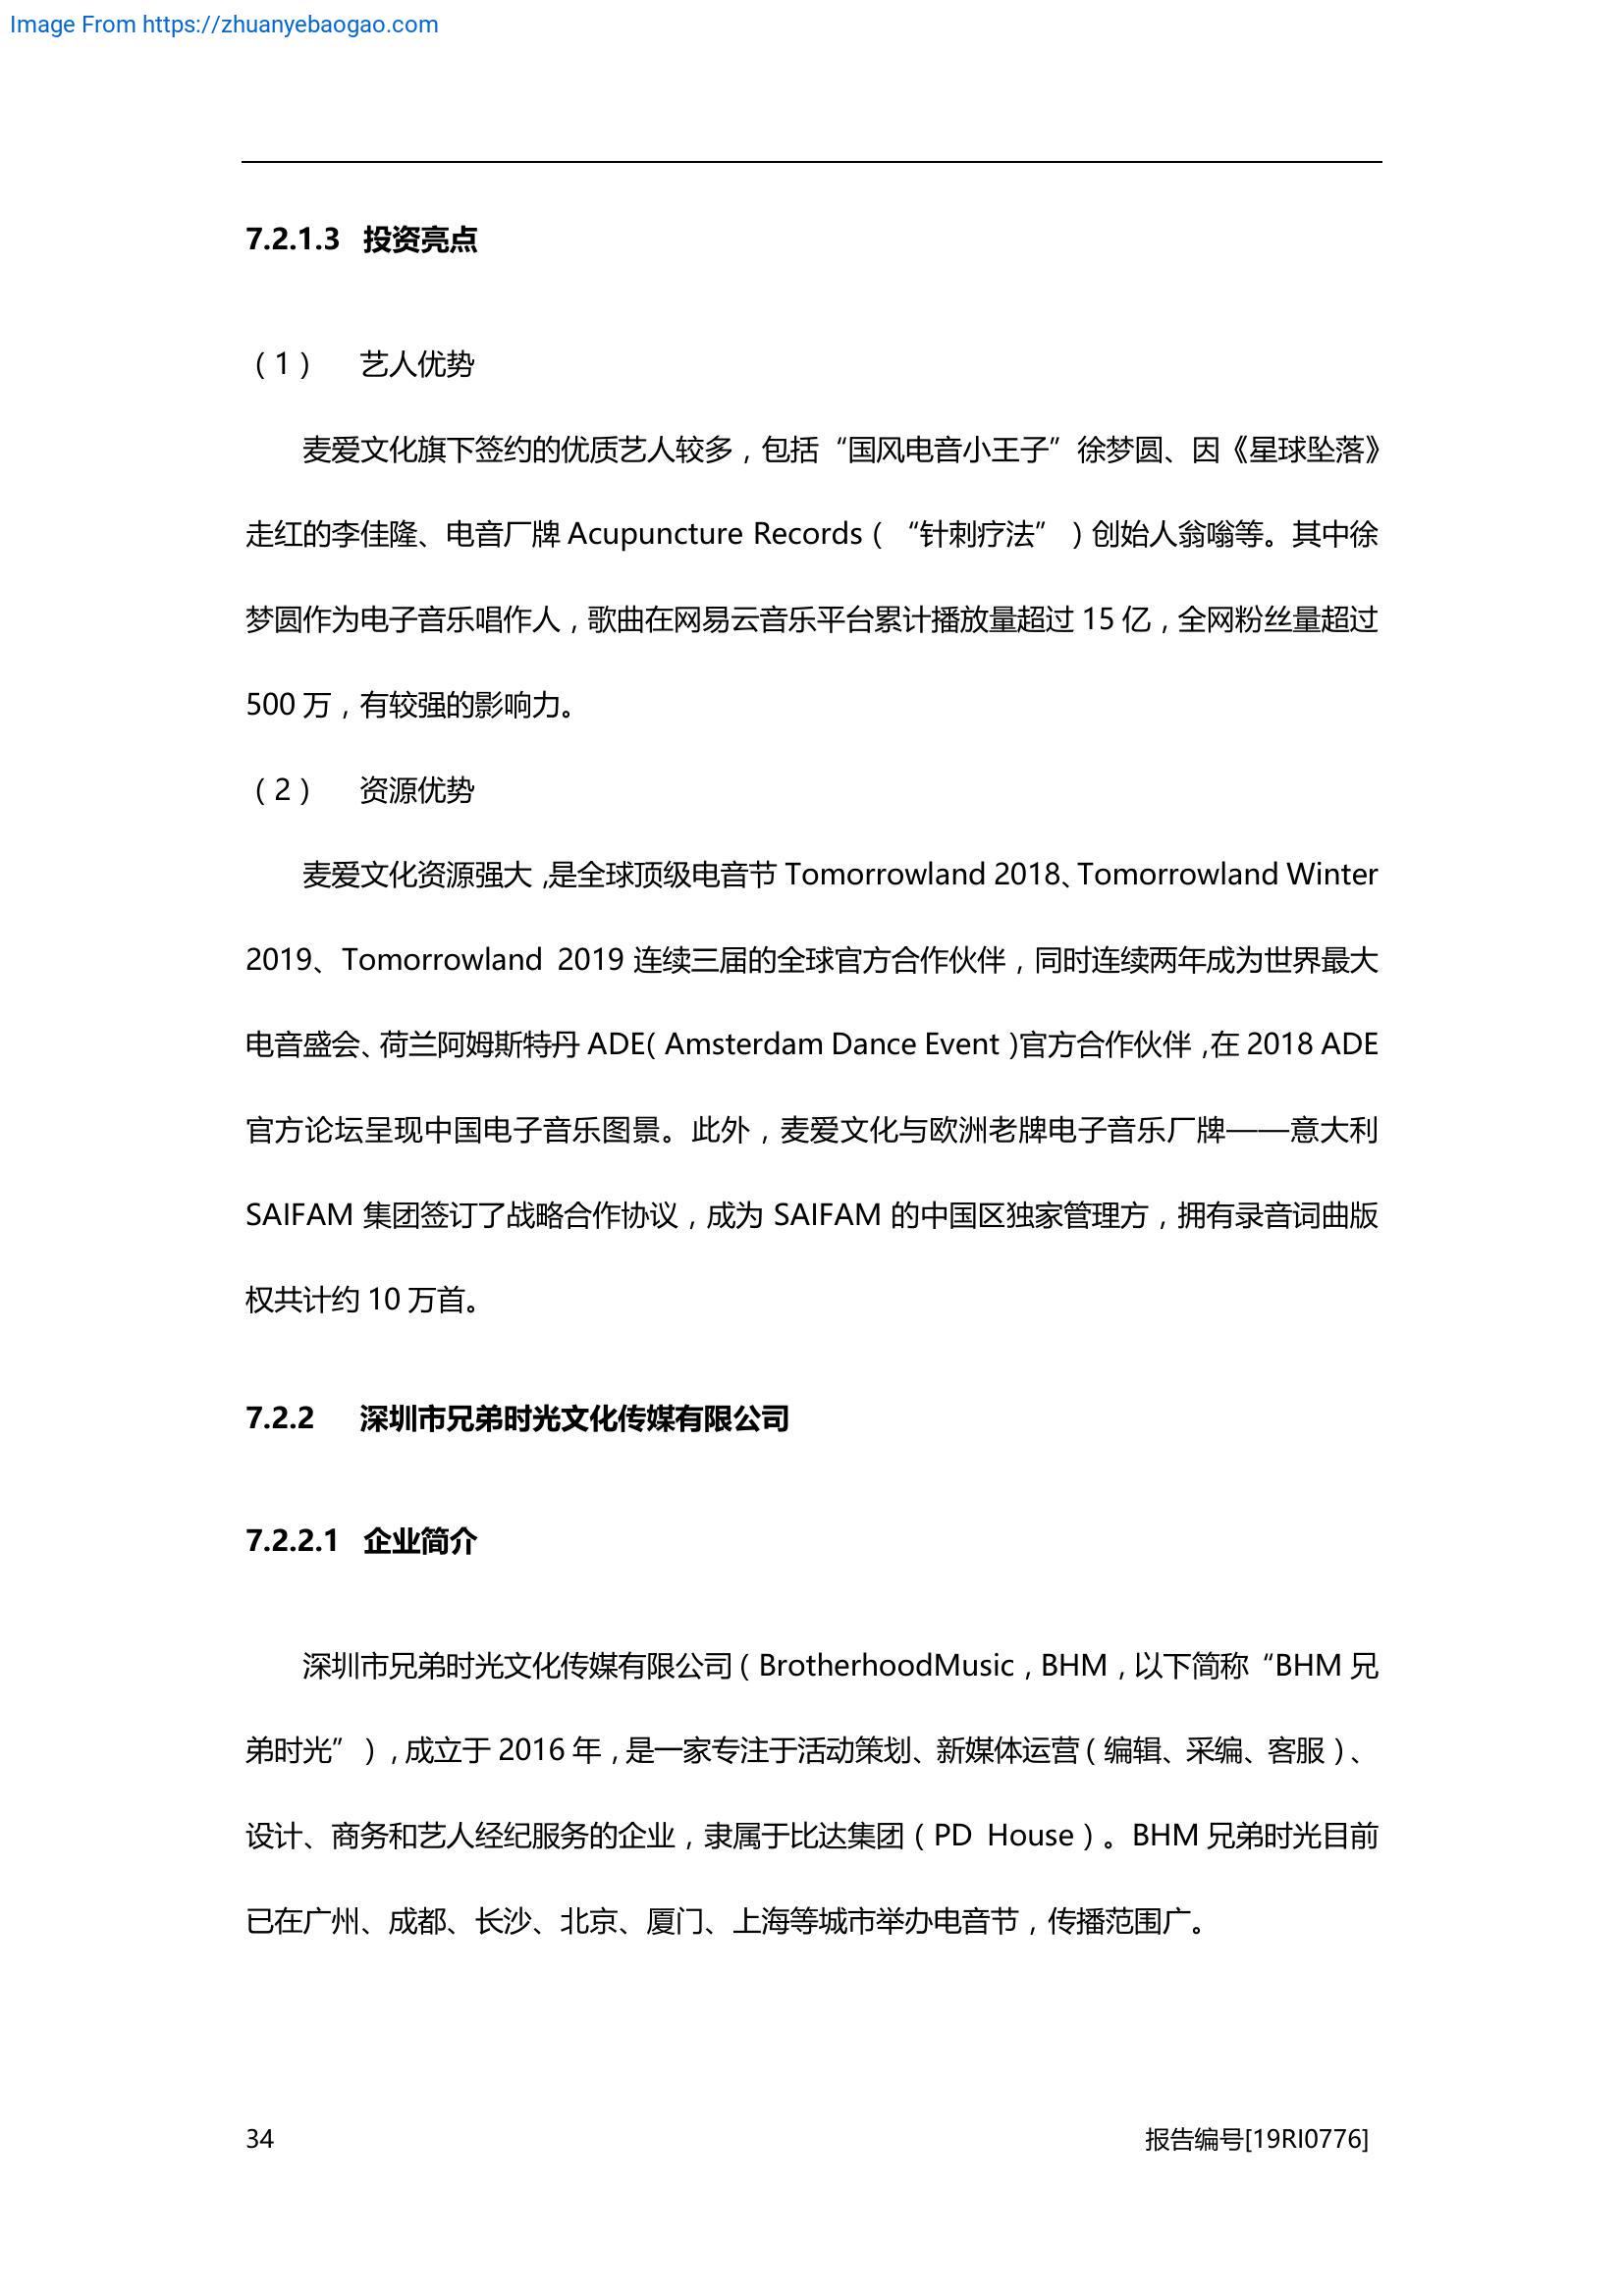 Image From https://zhuanyebaogao.com
7.2.1.3 投资亮点
（1） 艺人优势
麦爱文化旗下签约的优质艺人较多，包括“国风电音小王子”徐梦圆、因《星球坠落》
走红的李佳隆、电音厂牌 Acupuncture Records（“针刺疗法”）创始人翁嗡等。其中徐
梦圆作为电子音乐唱作人，歌曲在网易云音乐平台累计播放量超过 15 亿，全网粉丝量超过
500 万，有较强的影响力。
（2） 资源优势
麦爱文化资源强大，是全球顶级电音节 Tomorrowland 2018、Tomorrowland Winter
2019、Tomorrowland 2019 连续三届的全球官方合作伙伴，同时连续两年成为世界最大
电音盛会、荷兰阿姆斯特丹 ADE（Amsterdam Dance Event）官方合作伙伴，在 2018 ADE
官方论坛呈现中国电子音乐图景。此外，麦爱文化与欧洲老牌电子音乐厂牌——意大利
SAIFAM 集团签订了战略合作协议，成为 SAIFAM 的中国区独家管理方，拥有录音词曲版
权共计约 10 万首。
7.2.2 深圳市兄弟时光文化传媒有限公司
7.2.2.1 企业简介
深圳市兄弟时光文化传媒有限公司（BrotherhoodMusic，BHM，以下简称“BHM 兄
弟时光”），成立于 2016 年，是一家专注于活动策划、新媒体运营（编辑、采编、客服）、
设计、商务和艺人经纪服务的企业，隶属于比达集团（PD House）。BHM 兄弟时光目前
已在广州、成都、长沙、北京、厦门、上海等城市举办电音节，传播范围广。
34 报告编号[19RI0776]